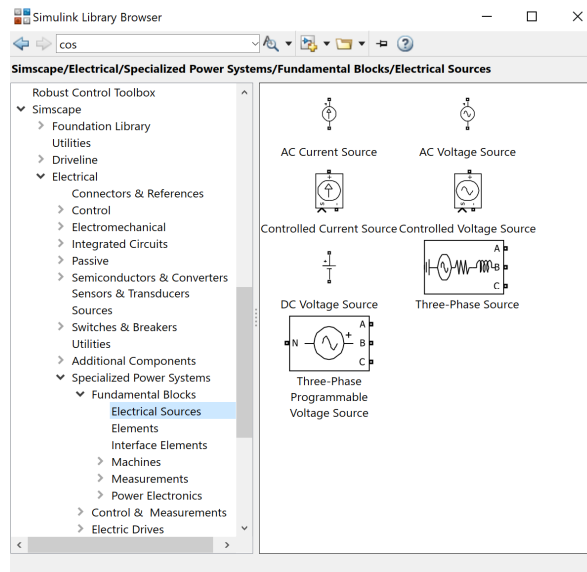 Simulink Library Browser
cos
Simscape/Electrical/Specialized Power Systems/Fundamental Blocks/Electrical Sources
Robust Control Toolbox
Simscape
Foundation Library
Utilities
Driveline
Electrical
Connectors & References
Control
Electromechanical
Integrated Circuits
Passive
Semiconductors & Converters
Sensors & Transducers
Sources
Switches & Breakers
Utilities
Additional Components
Specialized Power Systems
Fundamental Blocks
Electrical Sources
Elements
Interface Elements
Machines
Measurements
Power Electronics
Control & Measurements
Electric Drives
AC Current Source
AC Voltage Source
Controlled Current Source
Controlled Voltage Source
DC Voltage Source
A
B
C
Three-Phase Source
N
A
B
C
Three-Phase
Programmable
Voltage Source